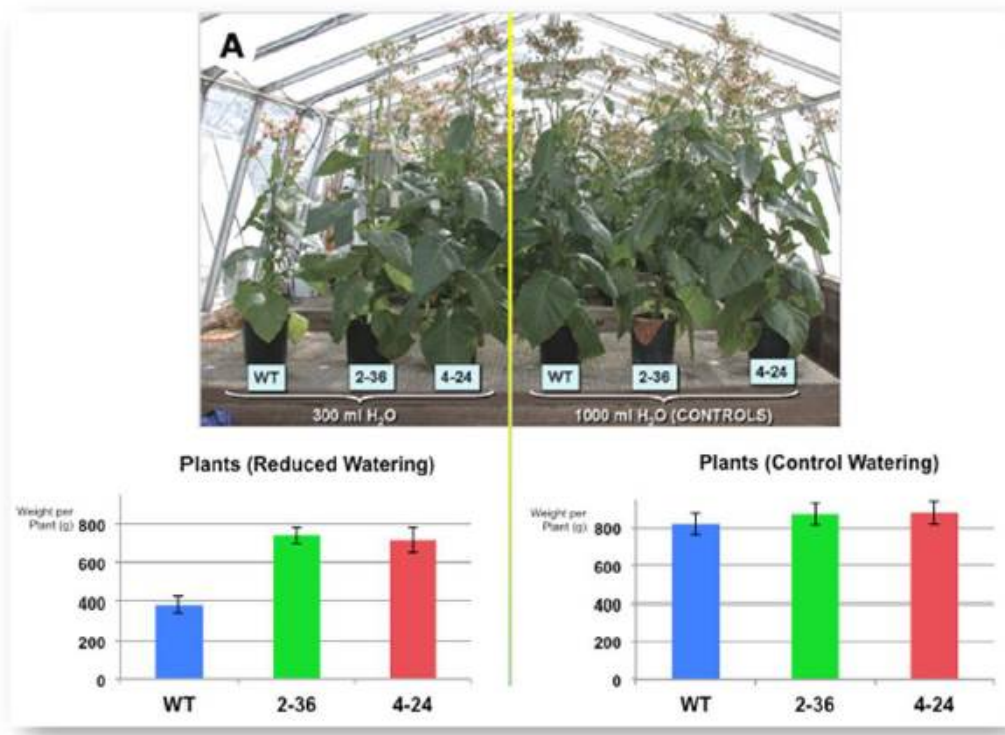 A
WT 2-36 4-24 WT 2-36 4-24
300 ml H₂O 1000 ml H₂O (CONTROLS)
Plants (Reduced Watering)
Weight per
Plant (g)
800
600
400
200
0
WT 2-36 4-24
Plants (Control Watering)
Weight per
Plant (g)
800
600
400
200
0
WT 2-36 4-24